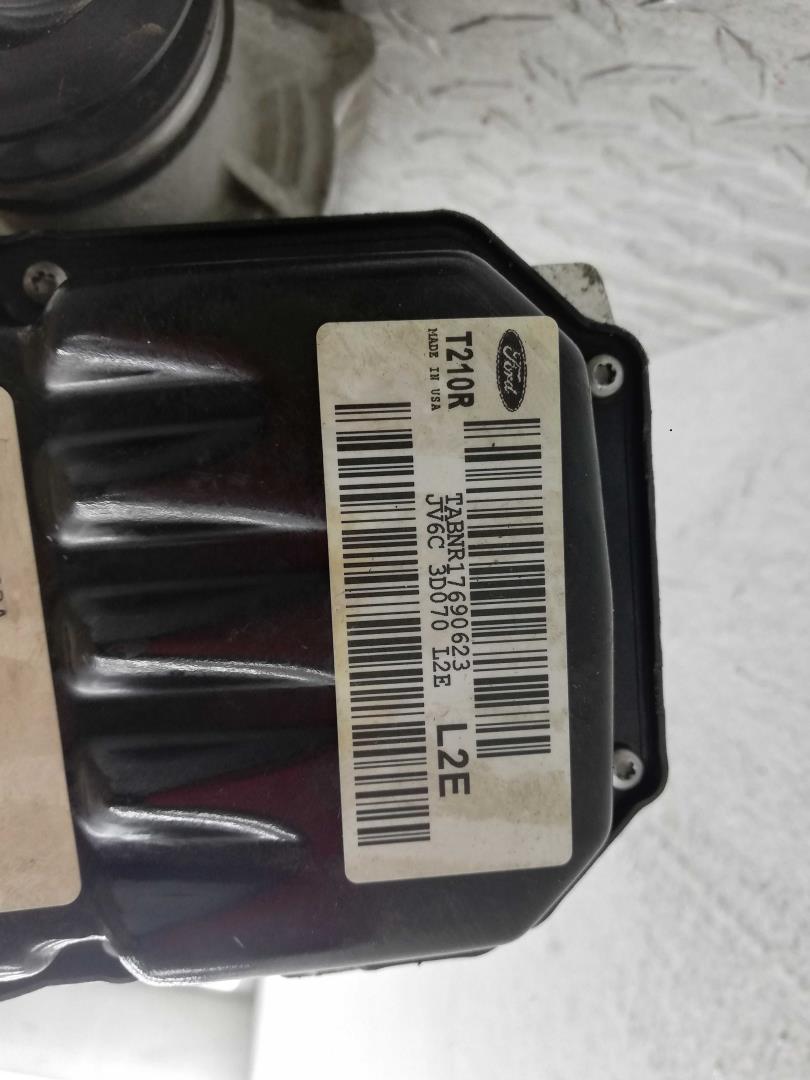 Ford
T210R
MADE IN USA
TABNR17690623
JV6C 3D070 L2E
L2E